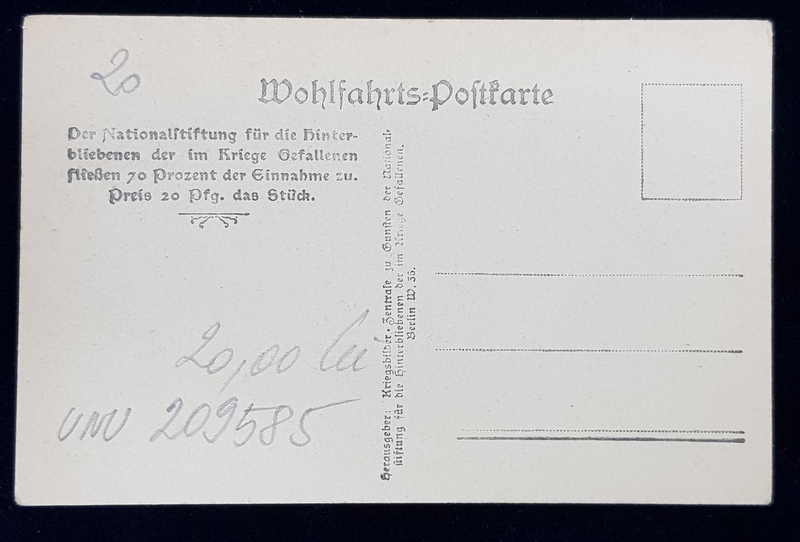 20
Wohlfahrts-Postkarte
Der Nationalstiftung für die Hinter-
bliebenen der im Kriege Gefallenen
fließen 70 Prozent der Einnahme zu.
Preis 20 Pfg. das Stück.
Herausgeber: Kriegsbilder-Zentrale zu Gunsten der National-
stiftung für die Hinterbliebenen der im Kriege Gefallenen.
Berlin W. 36.
20,00 lei
UNU 209585